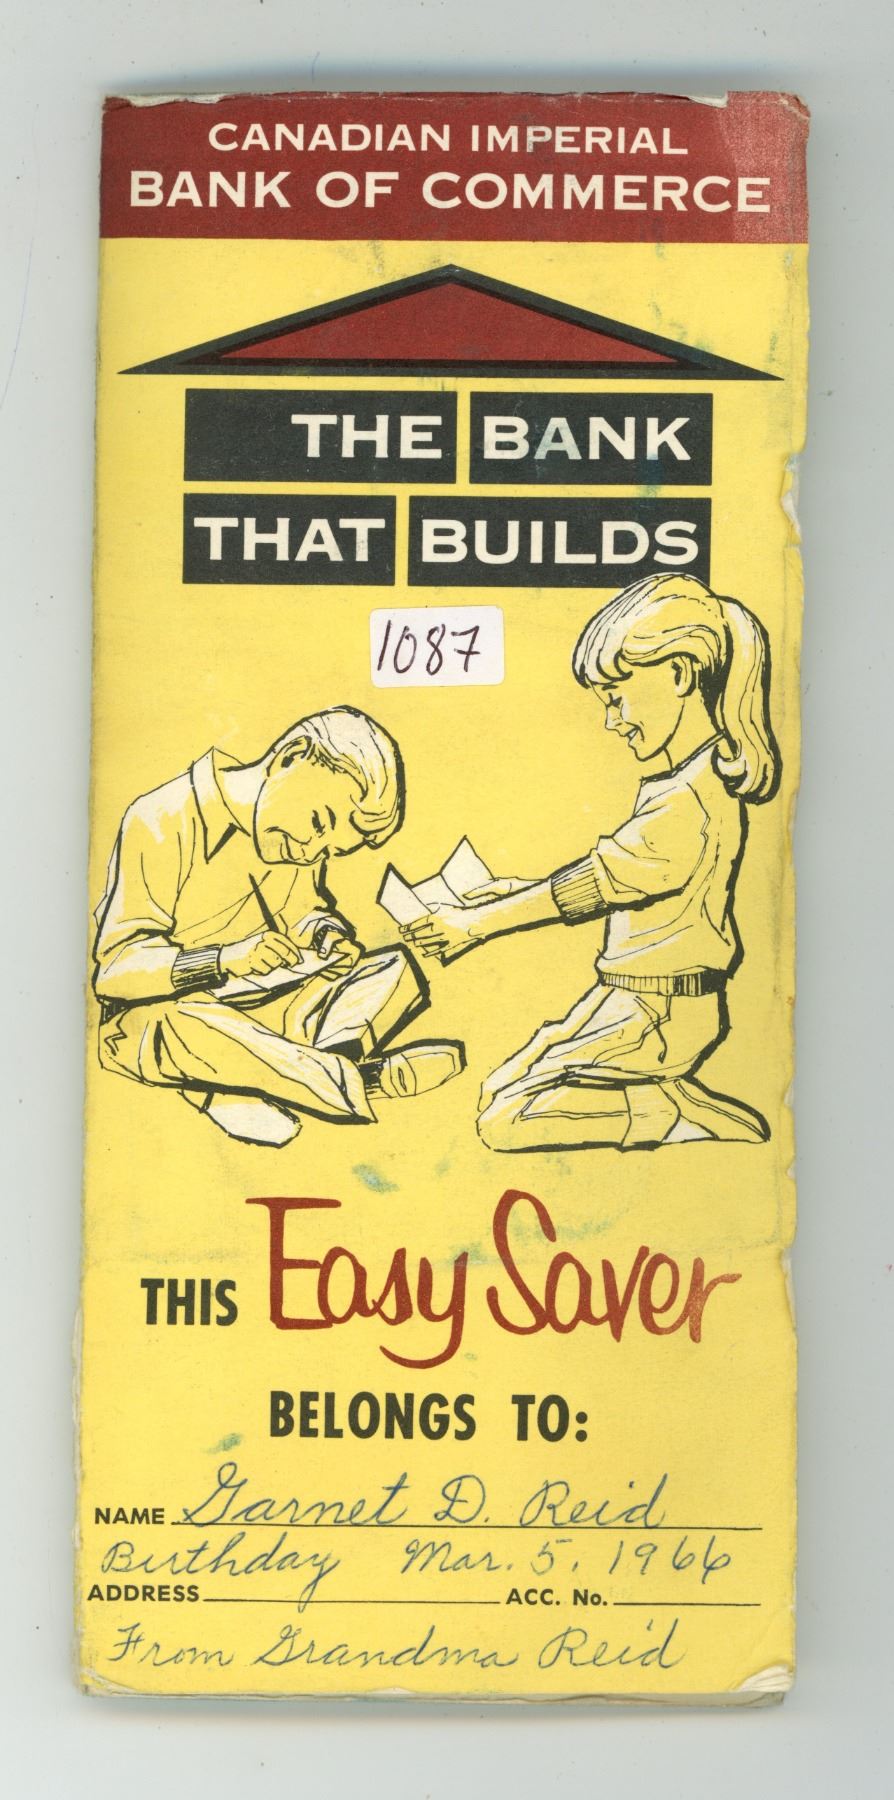 CANADIAN IMPERIAL
BANK OF COMMERCE
THE BANK
THAT BUILDS
1087
THIS Easy Saver
BELONGS TO:
NAME Garnet D. Reid
Birthday Mar. 5, 1966
ADDRESS ACC. No.
From Grandma Reid